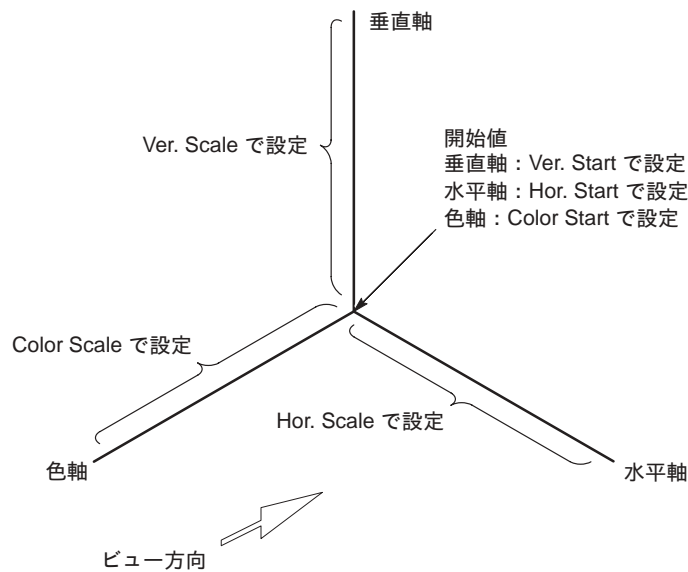 垂直軸
Ver. Scale で設定
開始値
垂直軸：Ver. Start で設定
水平軸：Hor. Start で設定
色軸：Color Start で設定
Color Scale で設定
Hor. Scale で設定
色軸
水平軸
ビュー方向